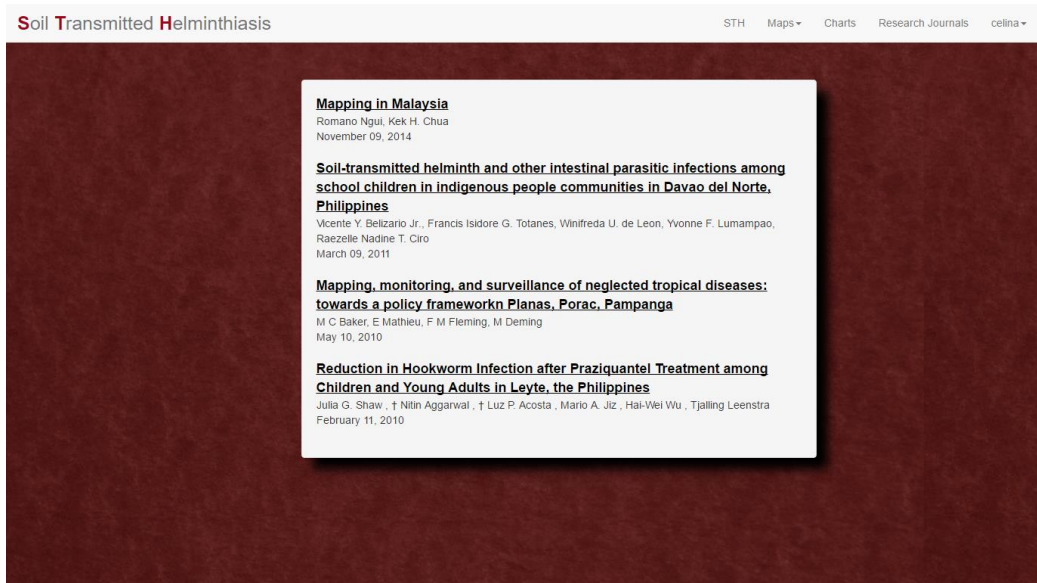 Soil Transmitted Helminthiasis
STH Maps Charts Research Journals celina
Mapping in Malaysia
Romano Ngui, Kek H. Chua
November 09, 2014
Soil-transmitted helminth and other intestinal parasitic infections among
school children in indigenous people communities in Davao del Norte,
Philippines
Vicente Y. Belizario Jr., Francis Isidore G. Totanes, Winifreda U. de Leon, Yvonne F. Lumampao,
Raezelle Nadine T. Ciro
March 09, 2011
Mapping, monitoring, and surveillance of neglected tropical diseases:
towards a policy frameworkn Planas, Porac, Pampanga
M C Baker, E Mathieu, F M Fleming, M Deming
May 10, 2010
Reduction in Hookworm Infection after Praziquantel Treatment among
Children and Young Adults in Leyte, the Philippines
Julia G. Shaw , † Nitin Aggarwal , † Luz P. Acosta , Mario A. Jiz , Hai-Wei Wu , Tjalling Leenstra
February 11, 2010